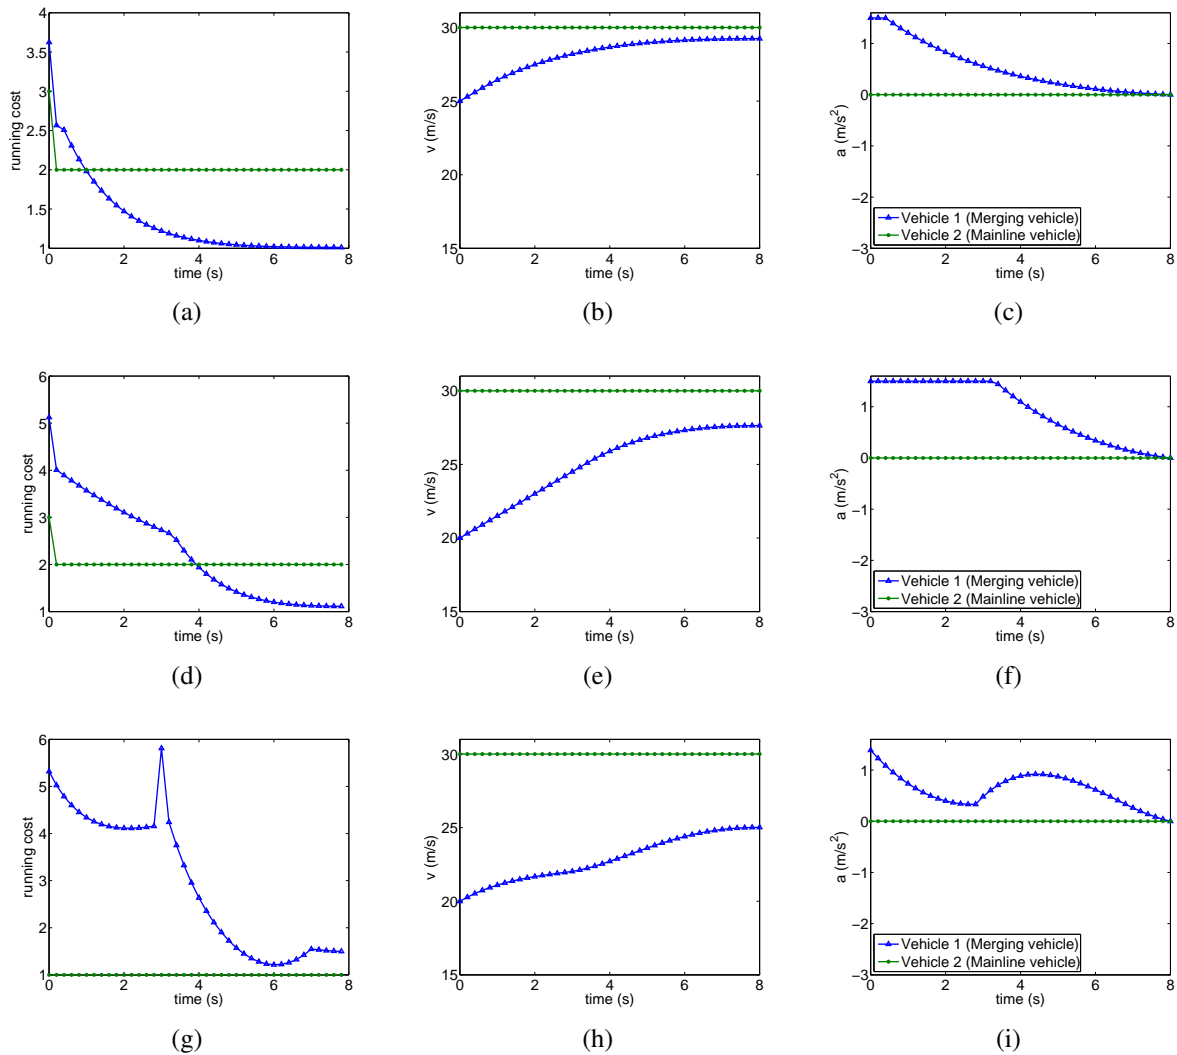 4
3.5
3
2.5
2
1.5
1
0 2 4 6 8
running cost
time (s)
(a)
30
25
20
15
0 2 4 6 8
v (m/s)
time (s)
(b)
1
0
−1
−2
−3
0 2 4 6 8
a (m/s²)
time (s)
Vehicle 1 (Merging vehicle)
Vehicle 2 (Mainline vehicle)
(c)
6
5
4
3
2
1
0 2 4 6 8
running cost
time (s)
(d)
30
25
20
15
0 2 4 6 8
v (m/s)
time (s)
(e)
1
0
−1
−2
−3
0 2 4 6 8
a (m/s²)
time (s)
Vehicle 1 (Merging vehicle)
Vehicle 2 (Mainline vehicle)
(f)
6
5
4
3
2
1
0 2 4 6 8
running cost
time (s)
(g)
30
25
20
15
0 2 4 6 8
v (m/s)
time (s)
(h)
1
0
−1
−2
−3
0 2 4 6 8
a (m/s²)
time (s)
Vehicle 1 (Merging vehicle)
Vehicle 2 (Mainline vehicle)
(i)